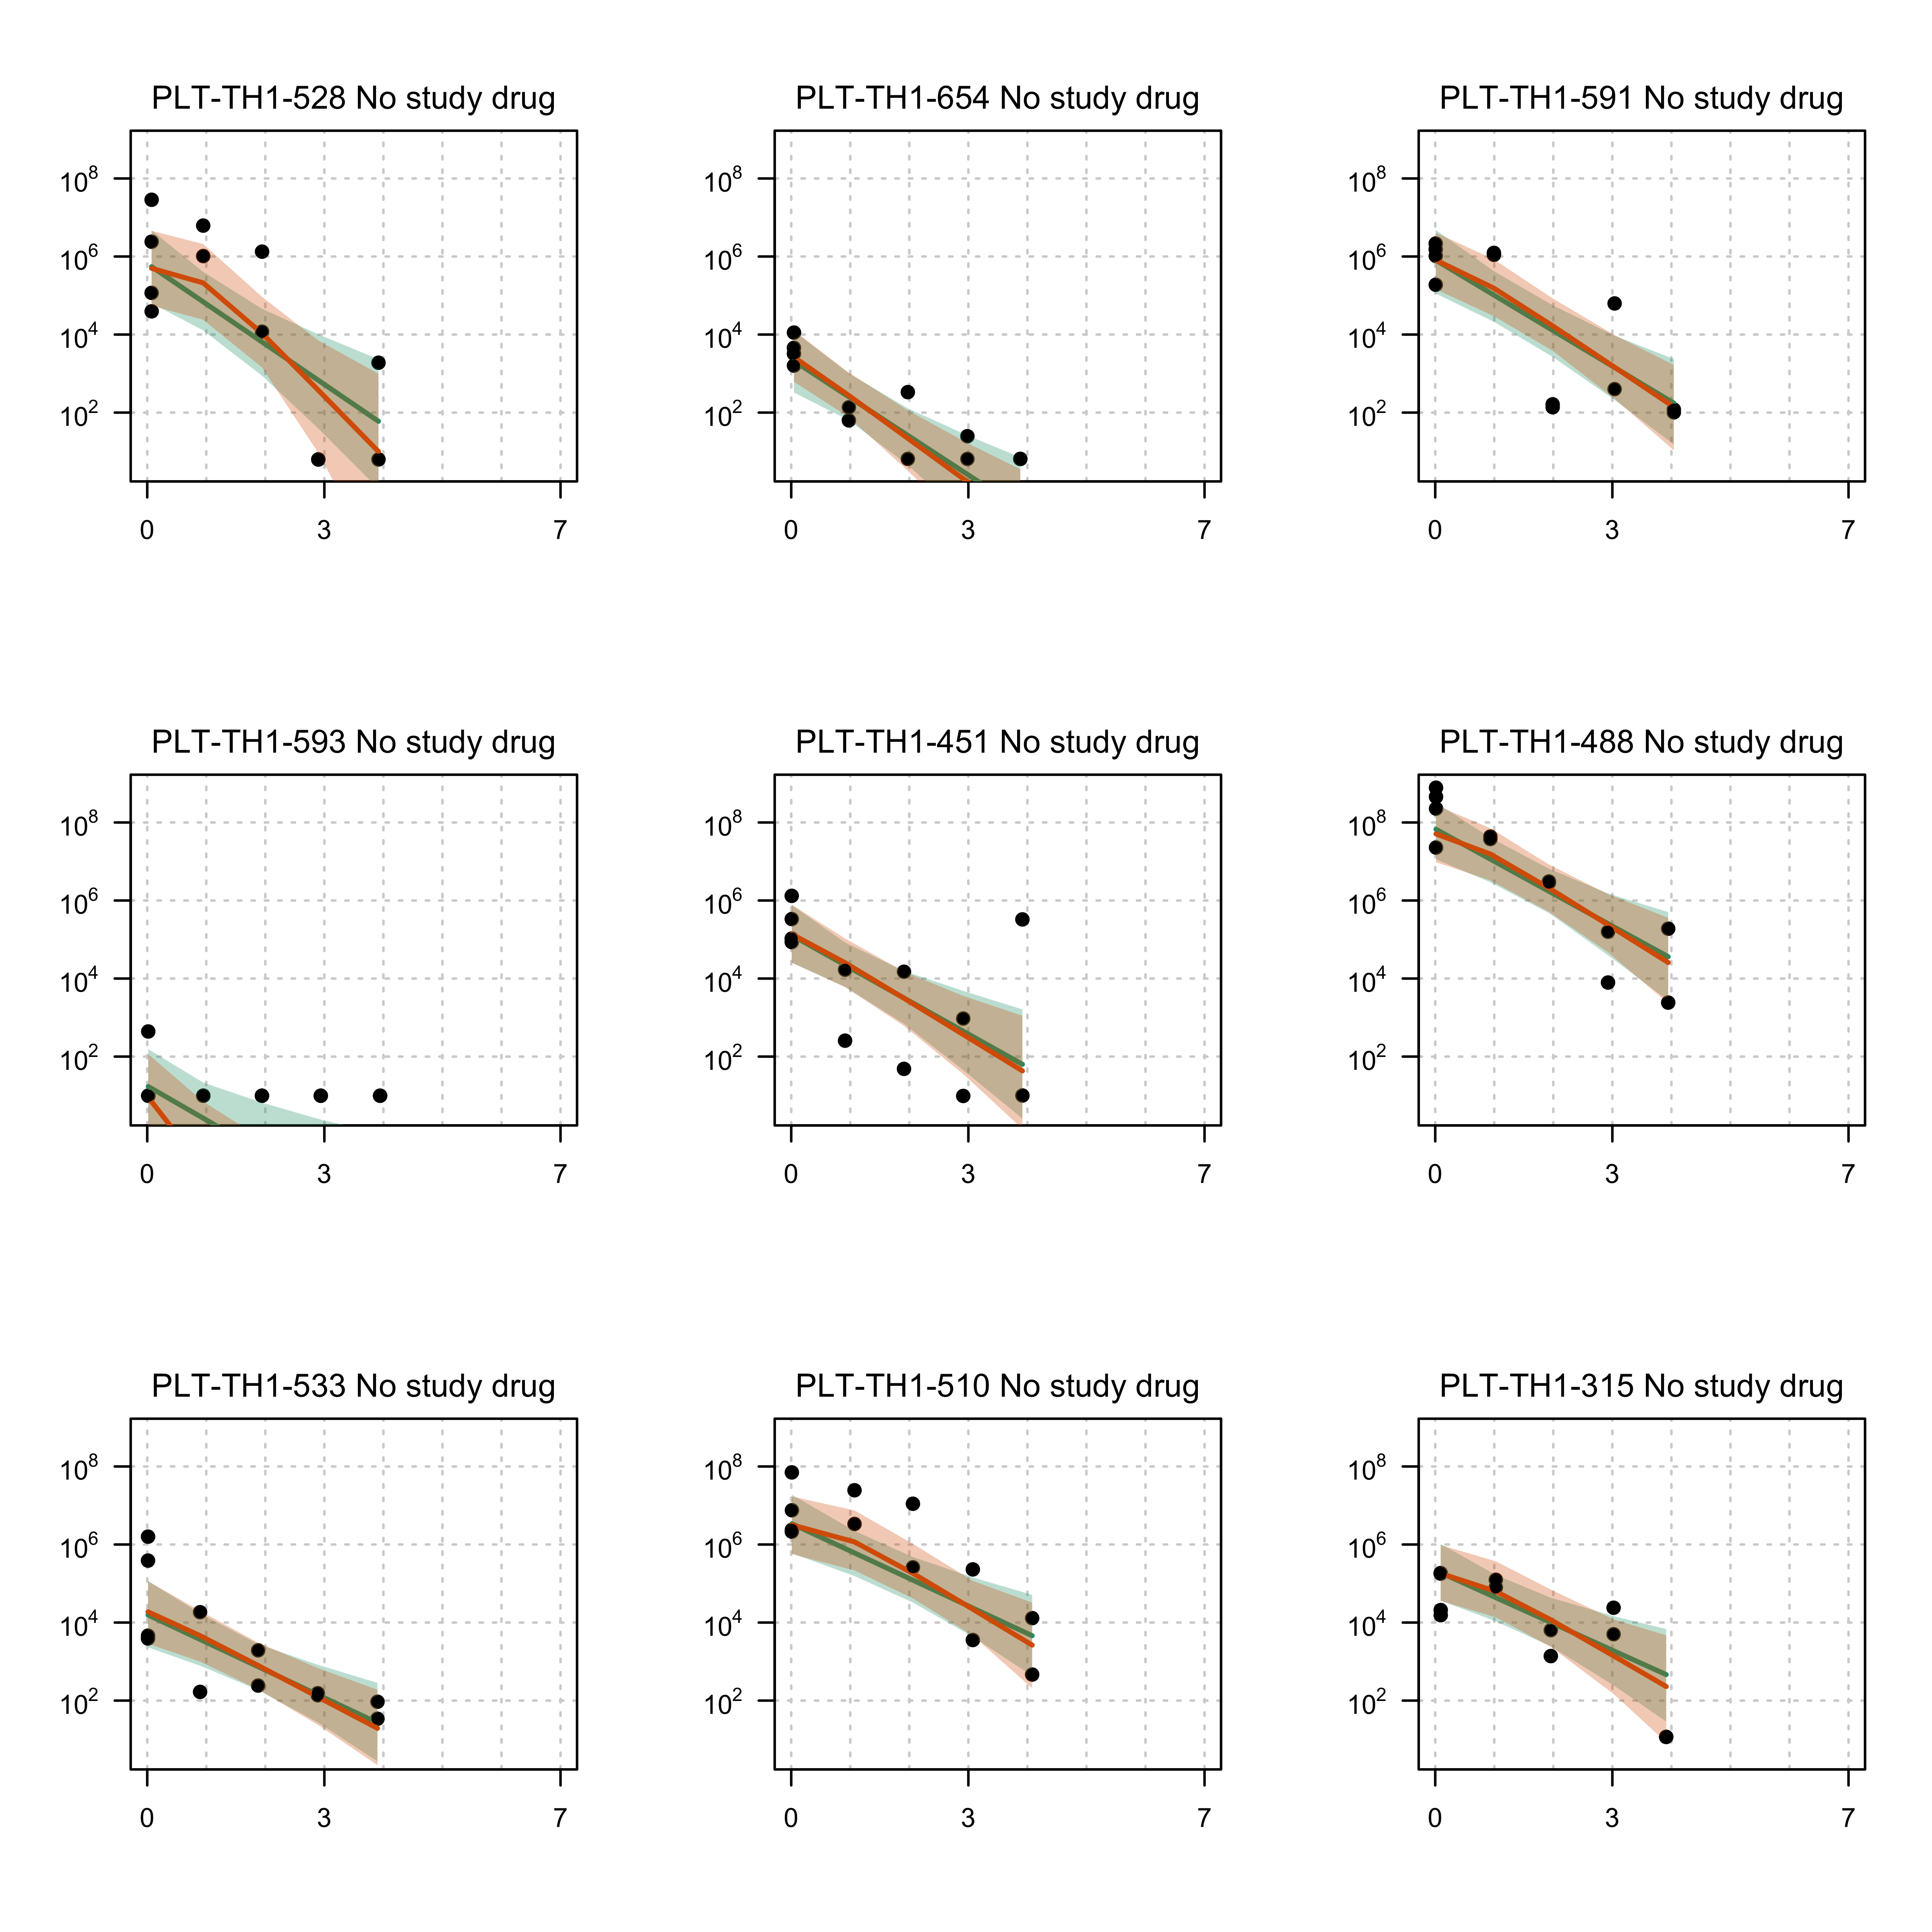 PLT-TH1-528 No study drug
10^8
10^6
10^4
10^2
0 3 7
PLT-TH1-654 No study drug
10^8
10^6
10^4
10^2
0 3 7
PLT-TH1-591 No study drug
10^8
10^6
10^4
10^2
0 3 7
PLT-TH1-593 No study drug
10^8
10^6
10^4
10^2
0 3 7
PLT-TH1-451 No study drug
10^8
10^6
10^4
10^2
0 3 7
PLT-TH1-488 No study drug
10^8
10^6
10^4
10^2
0 3 7
PLT-TH1-533 No study drug
10^8
10^6
10^4
10^2
0 3 7
PLT-TH1-510 No study drug
10^8
10^6
10^4
10^2
0 3 7
PLT-TH1-315 No study drug
10^8
10^6
10^4
10^2
0 3 7